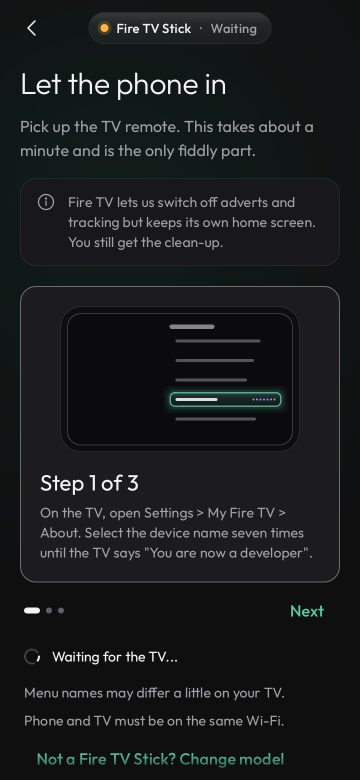 Fire TV Stick · Waiting
Let the phone in
Pick up the TV remote. This takes about a
minute and is the only fiddly part.
Fire TV lets us switch off adverts and
tracking but keeps its own home screen.
You still get the clean-up.
Step 1 of 3
On the TV, open Settings > My Fire TV >
About. Select the device name seven times
until the TV says "You are now a developer".
Next
Waiting for the TV...
Menu names may differ a little on your TV.
Phone and TV must be on the same Wi-Fi.
Not a Fire TV Stick? Change model